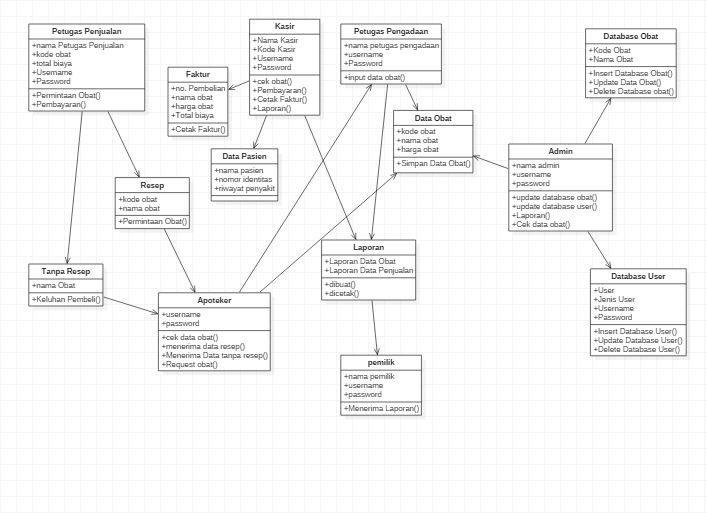 Petugas Penjualan
+nama Petugas Penjualan
+kode obat
+total biaya
+Username
+Password
+Permintaan Obat()
+Pembayaran()
Faktur
+no. Pembelian
+nama obat
+harga obat
+Total biaya
+Cetak Faktur()
Kasir
+Nama Kasir
+Kode Kasir
+Username
+Password
+cek obat()
+Pembayaran()
+Cetak Faktur()
+Laporan()
Petugas Pengadaan
+nama petugas pengadaan
+username
+Password
+input data obat()
Database Obat
+Kode Obat
+Nama Obat
+Insert Database Obat()
+Update Data Obat()
+Delete Database obat()
Data Obat
+kode obat
+nama obat
+harga obat
+Simpan Data Obat()
Data Pasien
+nama pasien
+nomor identitas
+riwayat penyakit
Admin
+nama admin
+username
+password
+update database obat()
+update database user()
+Laporan()
+Cek data obat()
Resep
+kode obat
+nama obat
+Permintaan Obat()
Laporan
+Laporan Data Obat
+Laporan Data Penjualan
+dibuat()
+dicetak()
Tanpa Resep
+nama Obat
+Keluhan Pembeli()
Apoteker
+username
+password
+cek data obat()
+menerima data resep()
+Menerima Data tanpa resep()
+Request obat()
Database User
+User
+Jenis User
+Username
+Password
+Insert Database User()
+Update Database User()
+Delete Database User()
pemilik
+nama pemilik
+username
+password
+Menerima Laporan()